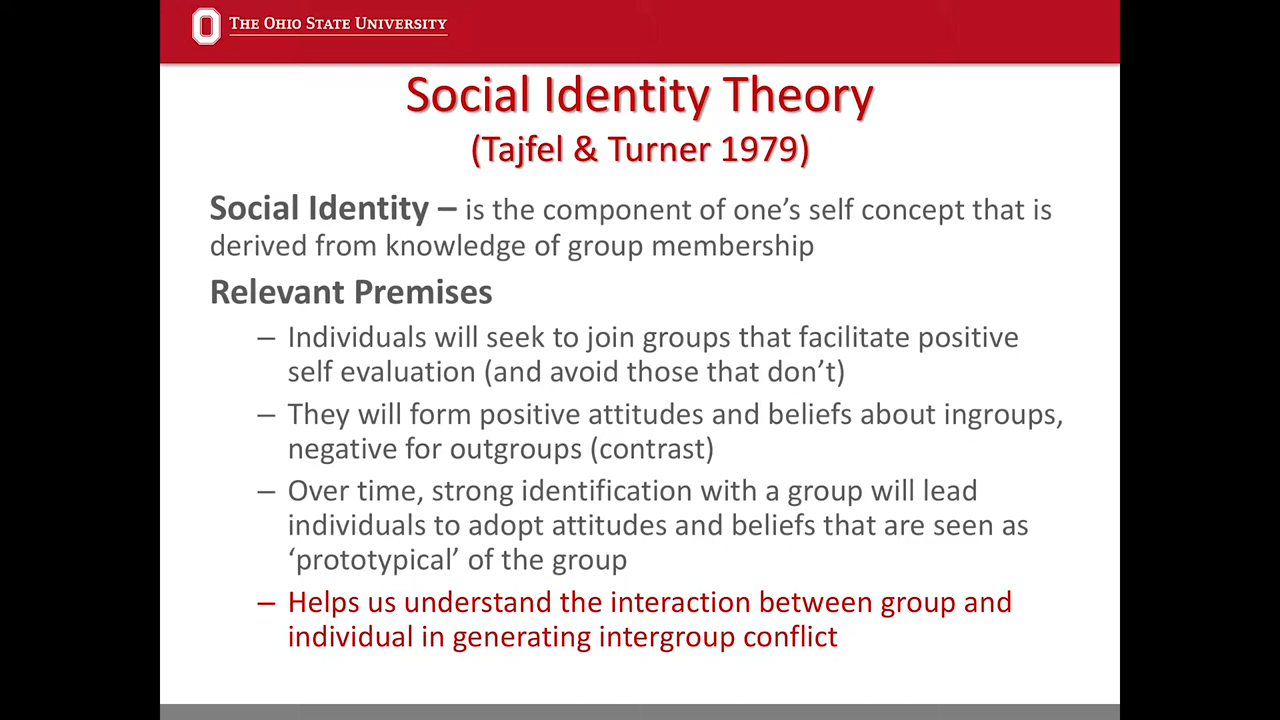 THE OHIO STATE UNIVERSITY
Social Identity Theory
(Tajfel & Turner 1979)
Social Identity – is the component of one’s self concept that is
derived from knowledge of group membership
Relevant Premises
– Individuals will seek to join groups that facilitate positive
self evaluation (and avoid those that don’t)
– They will form positive attitudes and beliefs about ingroups,
negative for outgroups (contrast)
– Over time, strong identification with a group will lead
individuals to adopt attitudes and beliefs that are seen as
‘prototypical’ of the group
– Helps us understand the interaction between group and
individual in generating intergroup conflict